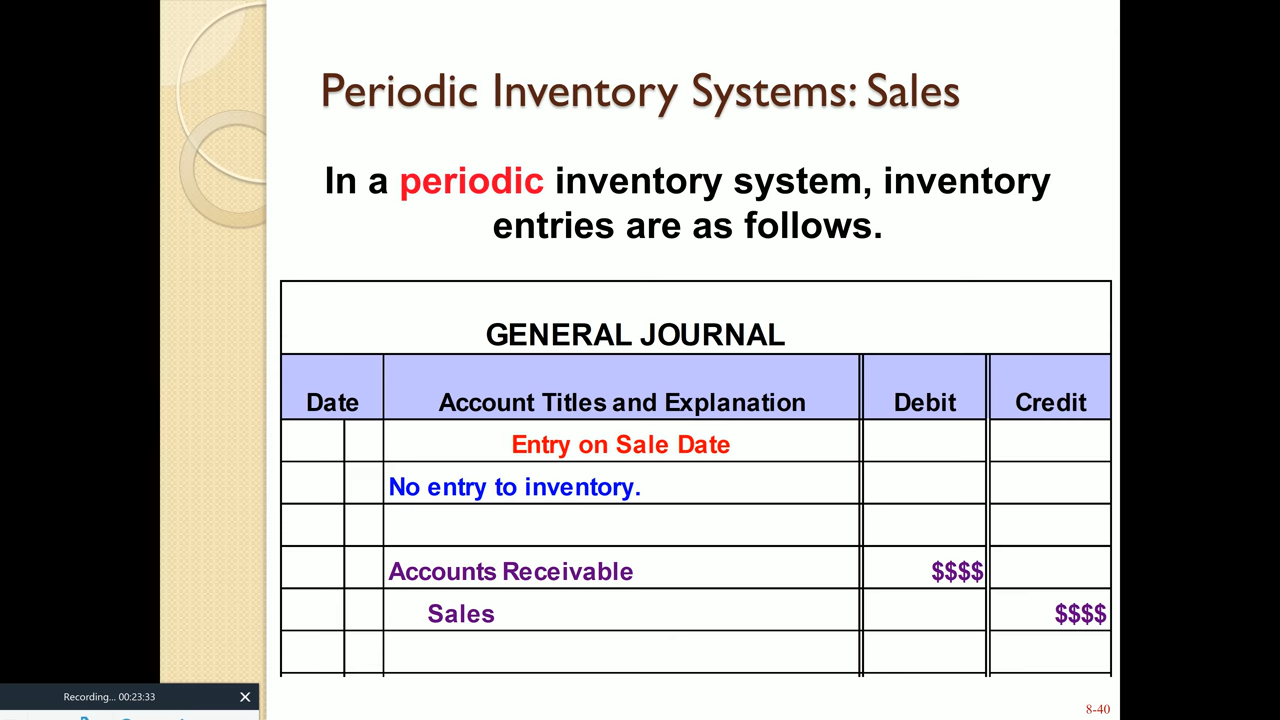 Periodic Inventory Systems: Sales
In a periodic inventory system, inventory
entries are as follows.
GENERAL JOURNAL
Date Account Titles and Explanation Debit Credit
Entry on Sale Date
No entry to inventory.
Accounts Receivable $$$$
Sales $$$$
Recording... 00:23:33
8-40